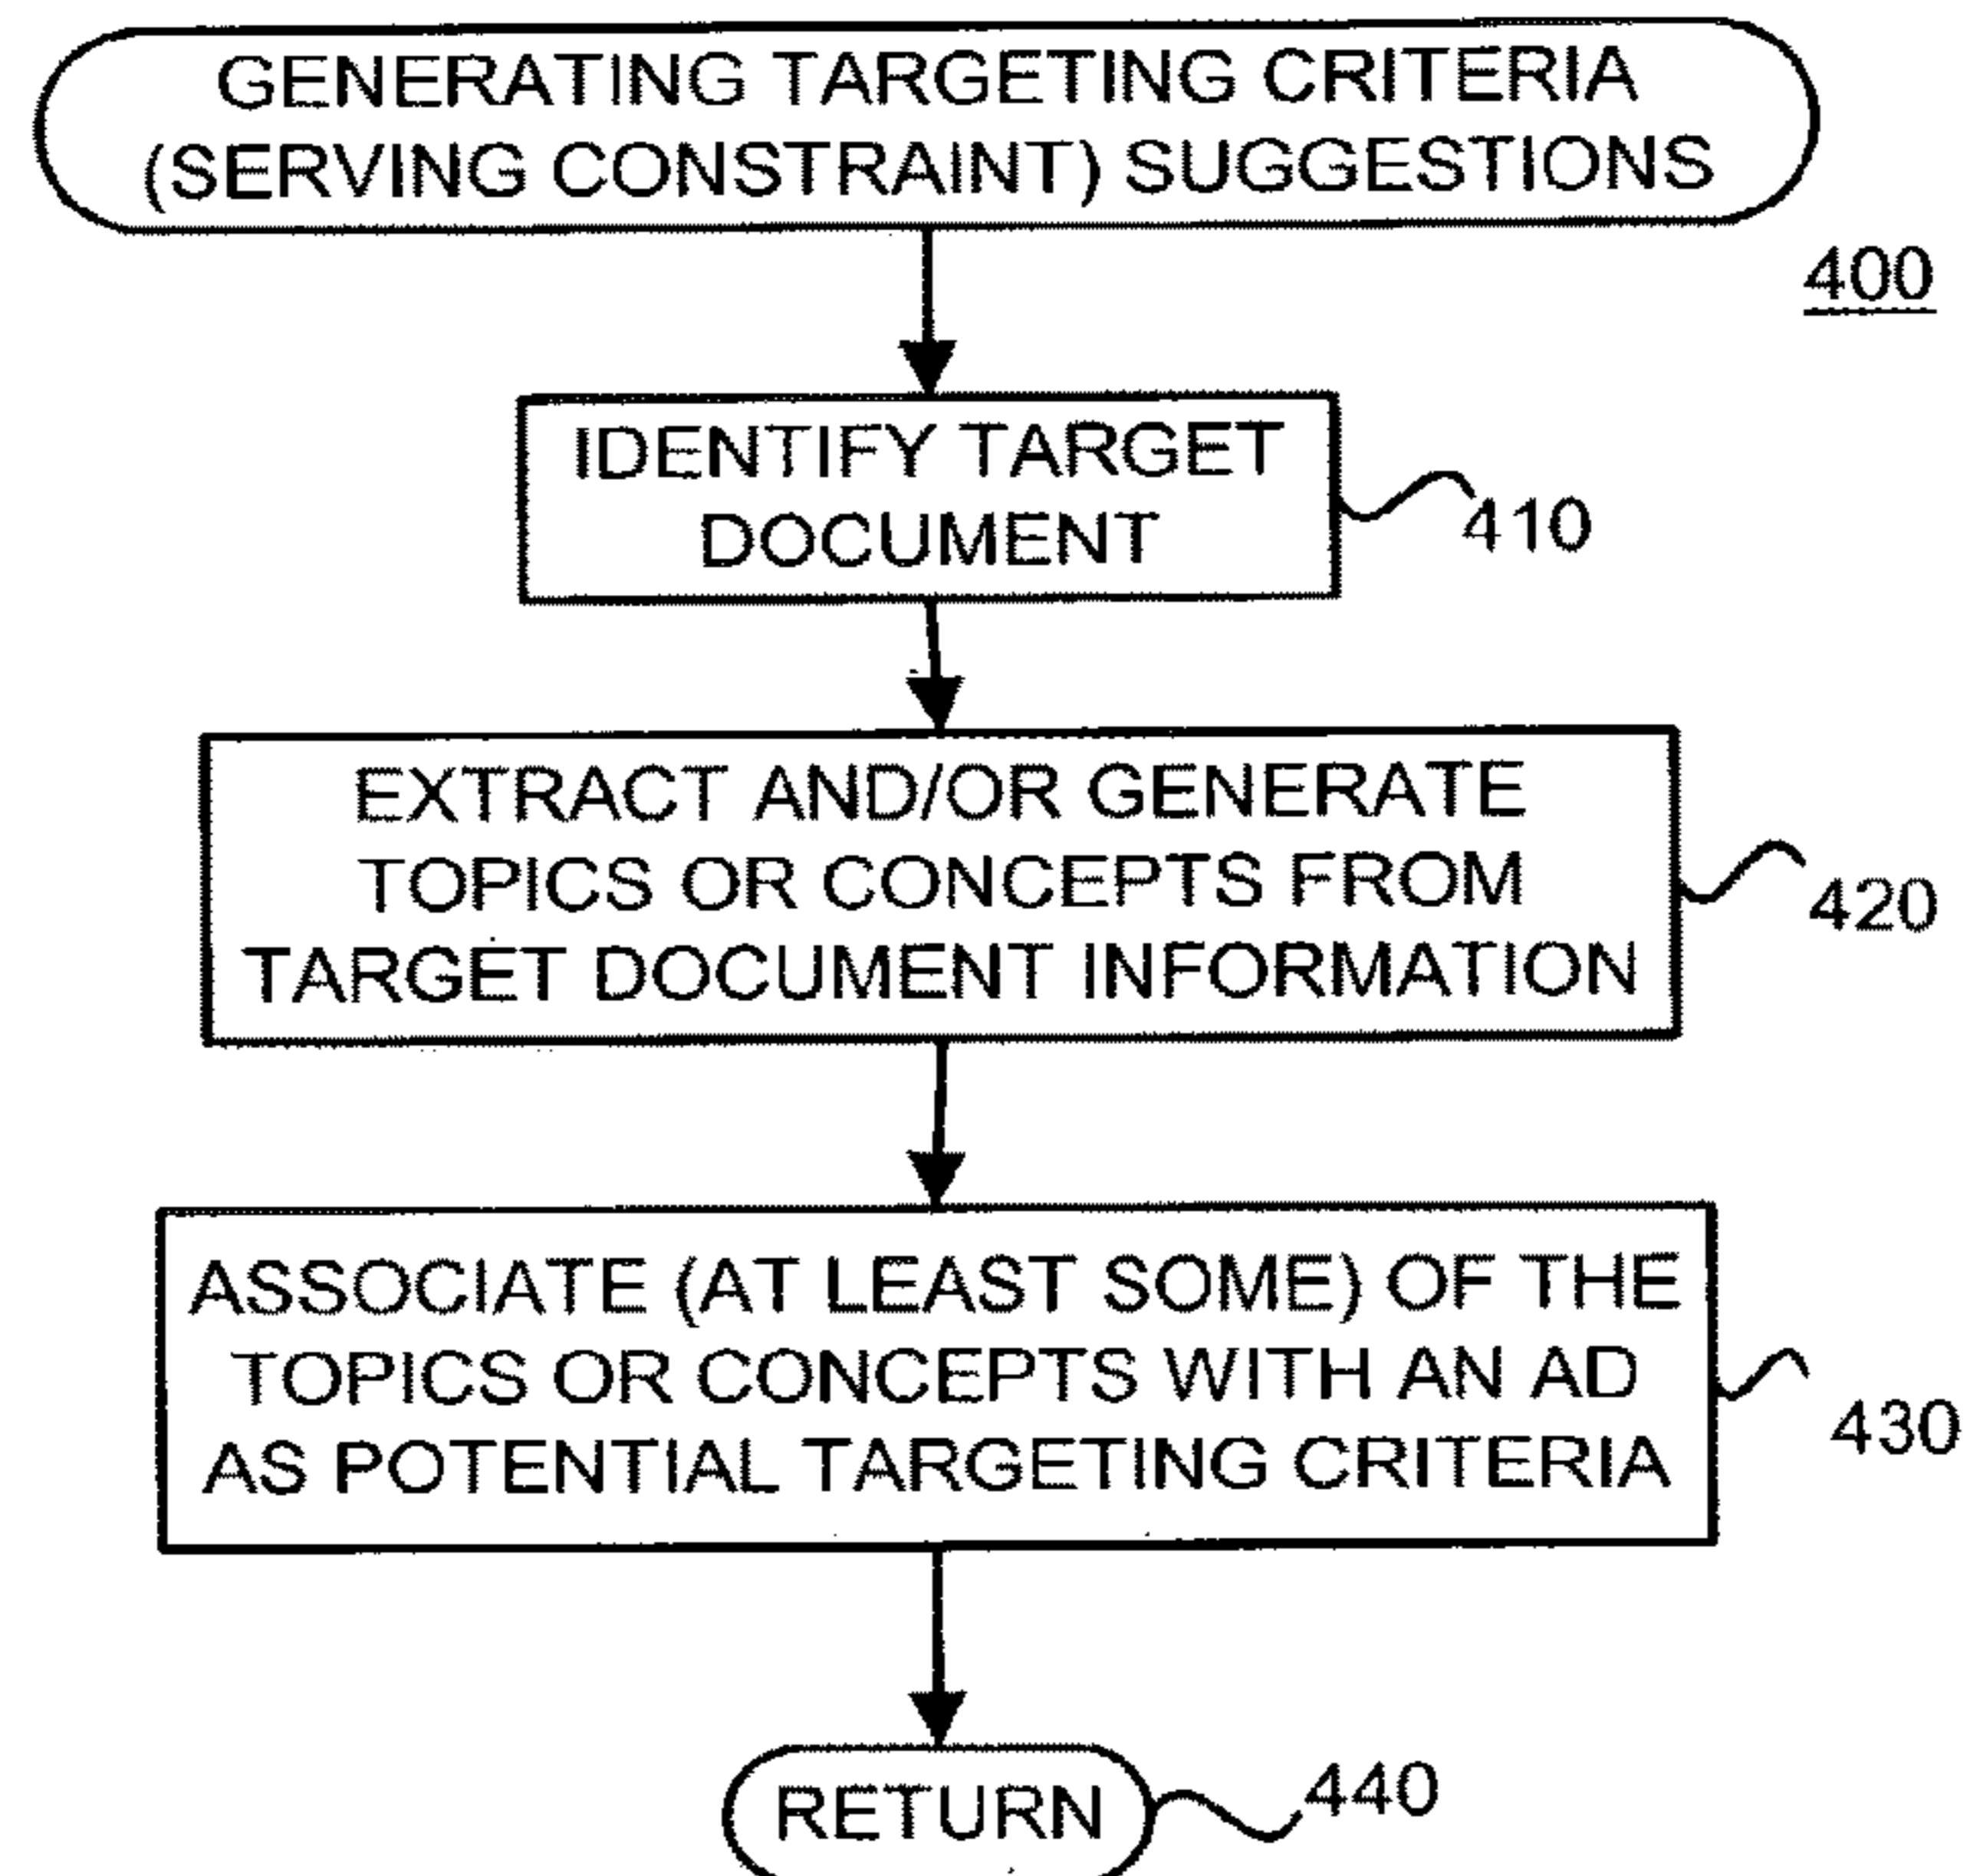 GENERATING TARGETING CRITERIA
(SERVING CONSTRAINT) SUGGESTIONS
400
IDENTIFY TARGET
DOCUMENT
410
EXTRACT AND/OR GENERATE
TOPICS OR CONCEPTS FROM
TARGET DOCUMENT INFORMATION
420
ASSOCIATE (AT LEAST SOME) OF THE
TOPICS OR CONCEPTS WITH AN AD
AS POTENTIAL TARGETING CRITERIA
430
RETURN
440